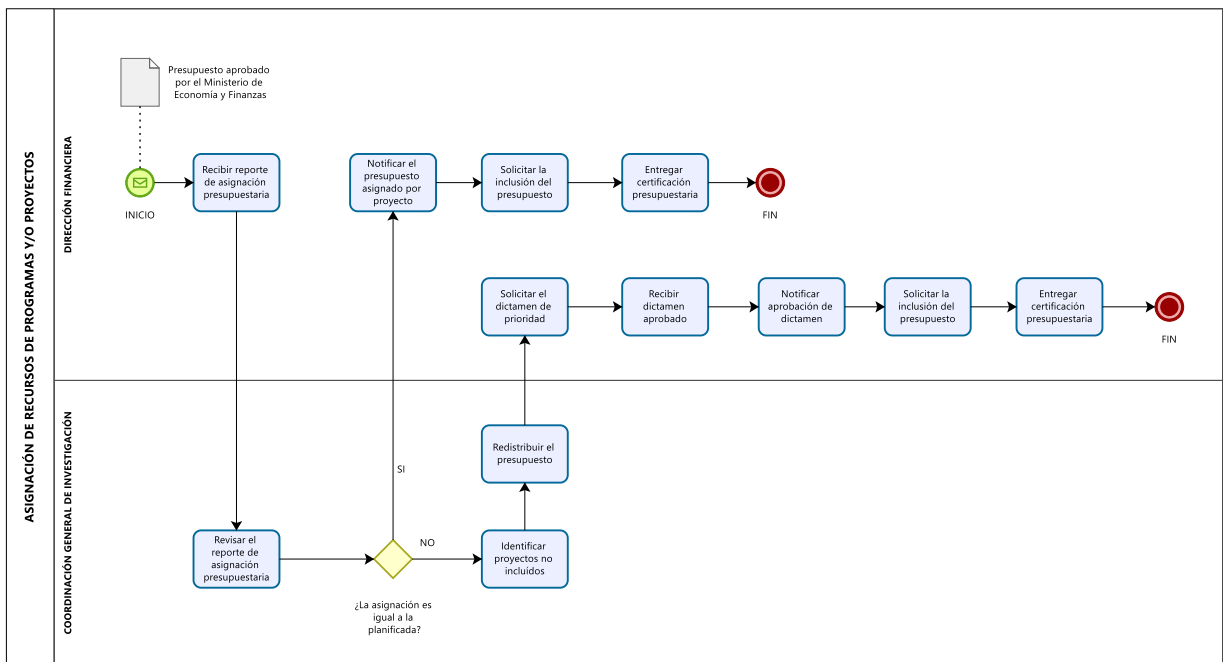 ASIGNACIÓN DE RECURSOS DE PROGRAMAS Y/O PROYECTOS
DIRECCÓN FINANCIERA
Presupuesto aprobado
por el Ministerio de
Economía y Finanzas
INICIO
Recibir reporte
de asignación
presupuestaria
Notificar el
presupuesto
asignado por
proyecto
Solicitar la
inclusión del
presupuesto
Entregar
certificación
presupuestaria
FIN
Solicitar el
dictamen de
prioridad
Recibir
dictamen
aprobado
Notificar
aprobación de
dictamen
Solicitar la
inclusión del
presupuesto
Entregar
certificación
presupuestaria
FIN
COORDINACIÓN GENERAL DE INVESTIGACIÓN
Redistribuir el
presupuesto
SI
Revisar el
reporte de
asignación
presupuestaria
NO
Identificar
proyectos no
incluidos
¿La asignación es
igual a la
planificada?